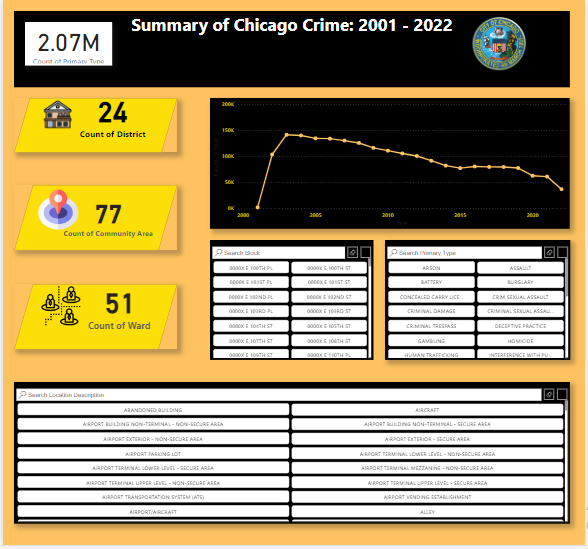 Summary of Chicago Crime: 2001 - 2022
2.07M
Count of Primary Type
24
Count of District
77
Count of Community Area
51
Count of Ward
200K
150K
100K
50K
0K
2000 2005 2010 2015 2020
Search Block
0000X E 100TH PL 0000X E 100TH ST
0000X E 101ST PL 0000X E 101ST ST
0000X E 102ND PL 0000X E 102ND ST
0000X E 103RD PL 0000X E 103RD ST
0000X E 104TH ST 0000X E 105TH ST
0000X E 107TH ST 0000X E 108TH ST
0000X E 109TH ST 0000X E 110TH PL
Search Primary Type
ARSON ASSAULT
BATTERY BURGLARY
CONCEALED CARRY LICE... CRIM SEXUAL ASSAULT
CRIMINAL DAMAGE CRIMINAL SEXUAL ASSAU...
CRIMINAL TRESPASS DECEPTIVE PRACTICE
GAMBLING HOMICIDE
HUMAN TRAFFICKING INTERFERENCE WITH PU...
Search Location Description
ABANDONED BUILDING AIRCRAFT
AIRPORT BUILDING NON-TERMINAL - NON-SECURE AREA AIRPORT BUILDING NON-TERMINAL - SECURE AREA
AIRPORT EXTERIOR - NON-SECURE AREA AIRPORT EXTERIOR - SECURE AREA
AIRPORT PARKING LOT AIRPORT TERMINAL LOWER LEVEL - NON-SECURE AREA
AIRPORT TERMINAL LOWER LEVEL - SECURE AREA AIRPORT TERMINAL MEZZANINE - NON-SECURE AREA
AIRPORT TERMINAL UPPER LEVEL - NON-SECURE AREA AIRPORT TERMINAL UPPER LEVEL - SECURE AREA
AIRPORT TRANSPORTATION SYSTEM (ATS) AIRPORT VENDING ESTABLISHMENT
AIRPORT/AIRCRAFT ALLEY